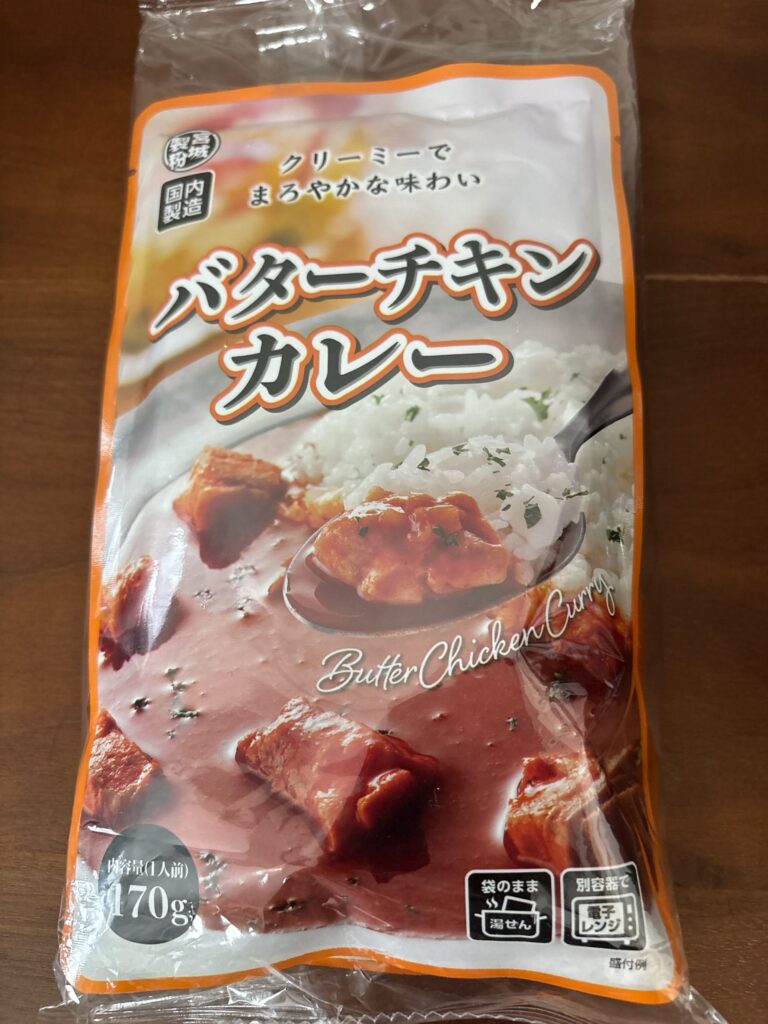 宮城
製粉
国内
製造
クリーミーで
まろやかな味わい
バターチキン
カレー
Butter Chicken Curry
内容量(1人前)
170g
袋のまま
湯せん
別容器で
電子
レンジ
盛付例